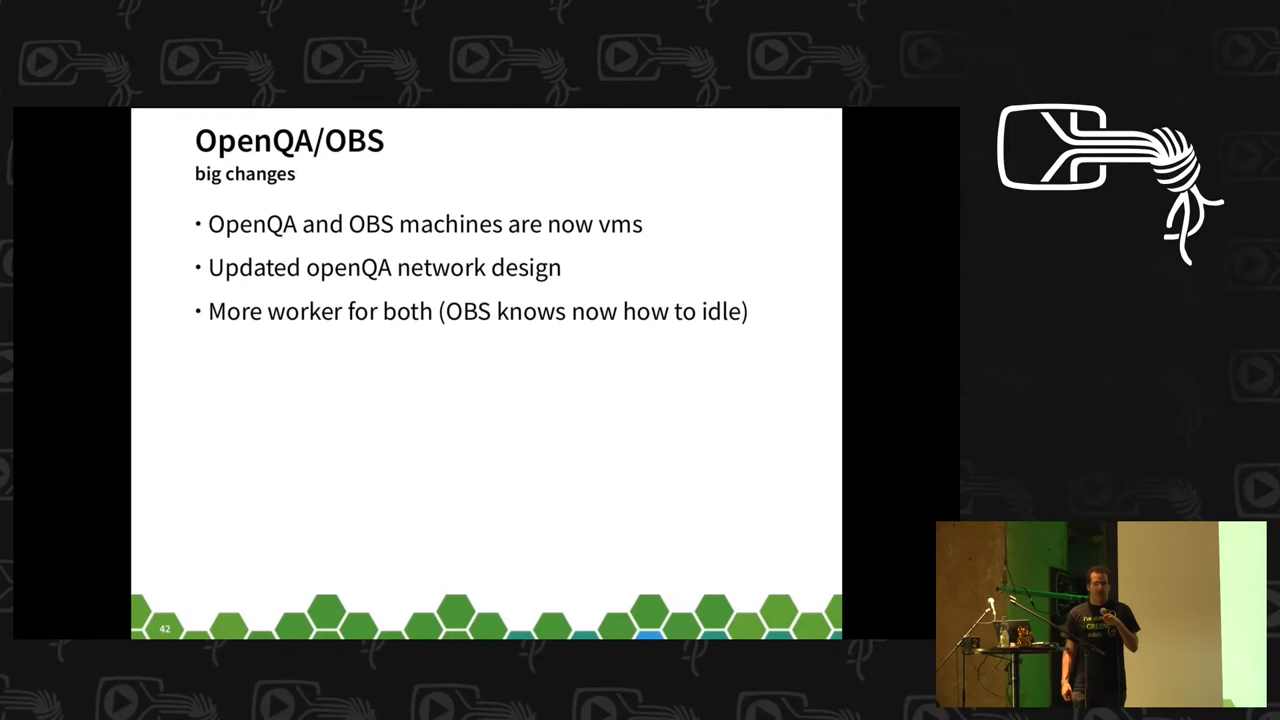 OpenQA/OBS
big changes
• OpenQA and OBS machines are now vms
• Updated openQA network design
• More worker for both (OBS knows now how to idle)
42
GREEN